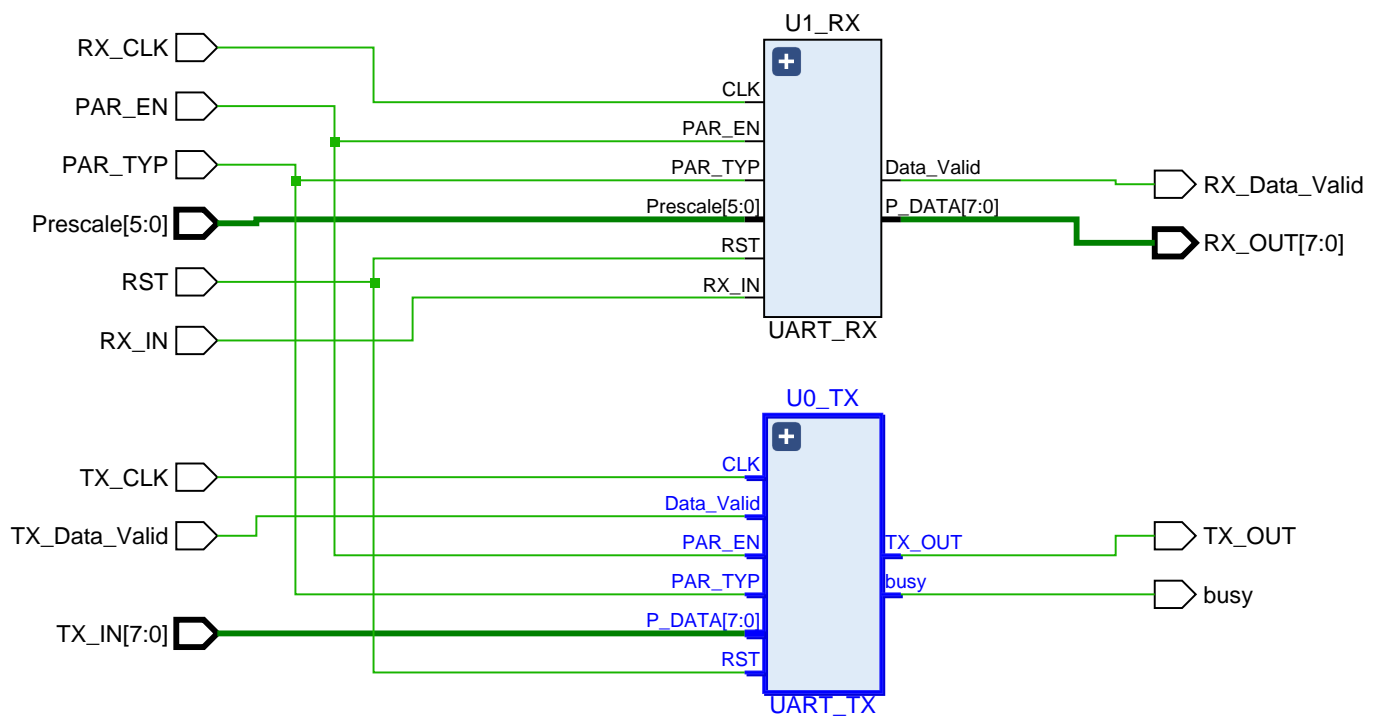 U1_RX
RX_CLK
PAR_EN
PAR_TYP
Prescale[5:0]
RST
RX_IN
CLK
PAR_EN
PAR_TYP
Prescale[5:0]
RST
RX_IN
Data_Valid
P_DATA[7:0]
RX_Data_Valid
RX_OUT[7:0]
UART_RX
U0_TX
TX_CLK
TX_Data_Valid
TX_IN[7:0]
CLK
Data_Valid
PAR_EN
PAR_TYP
P_DATA[7:0]
RST
TX_OUT
busy
TX_OUT
busy
UART_TX